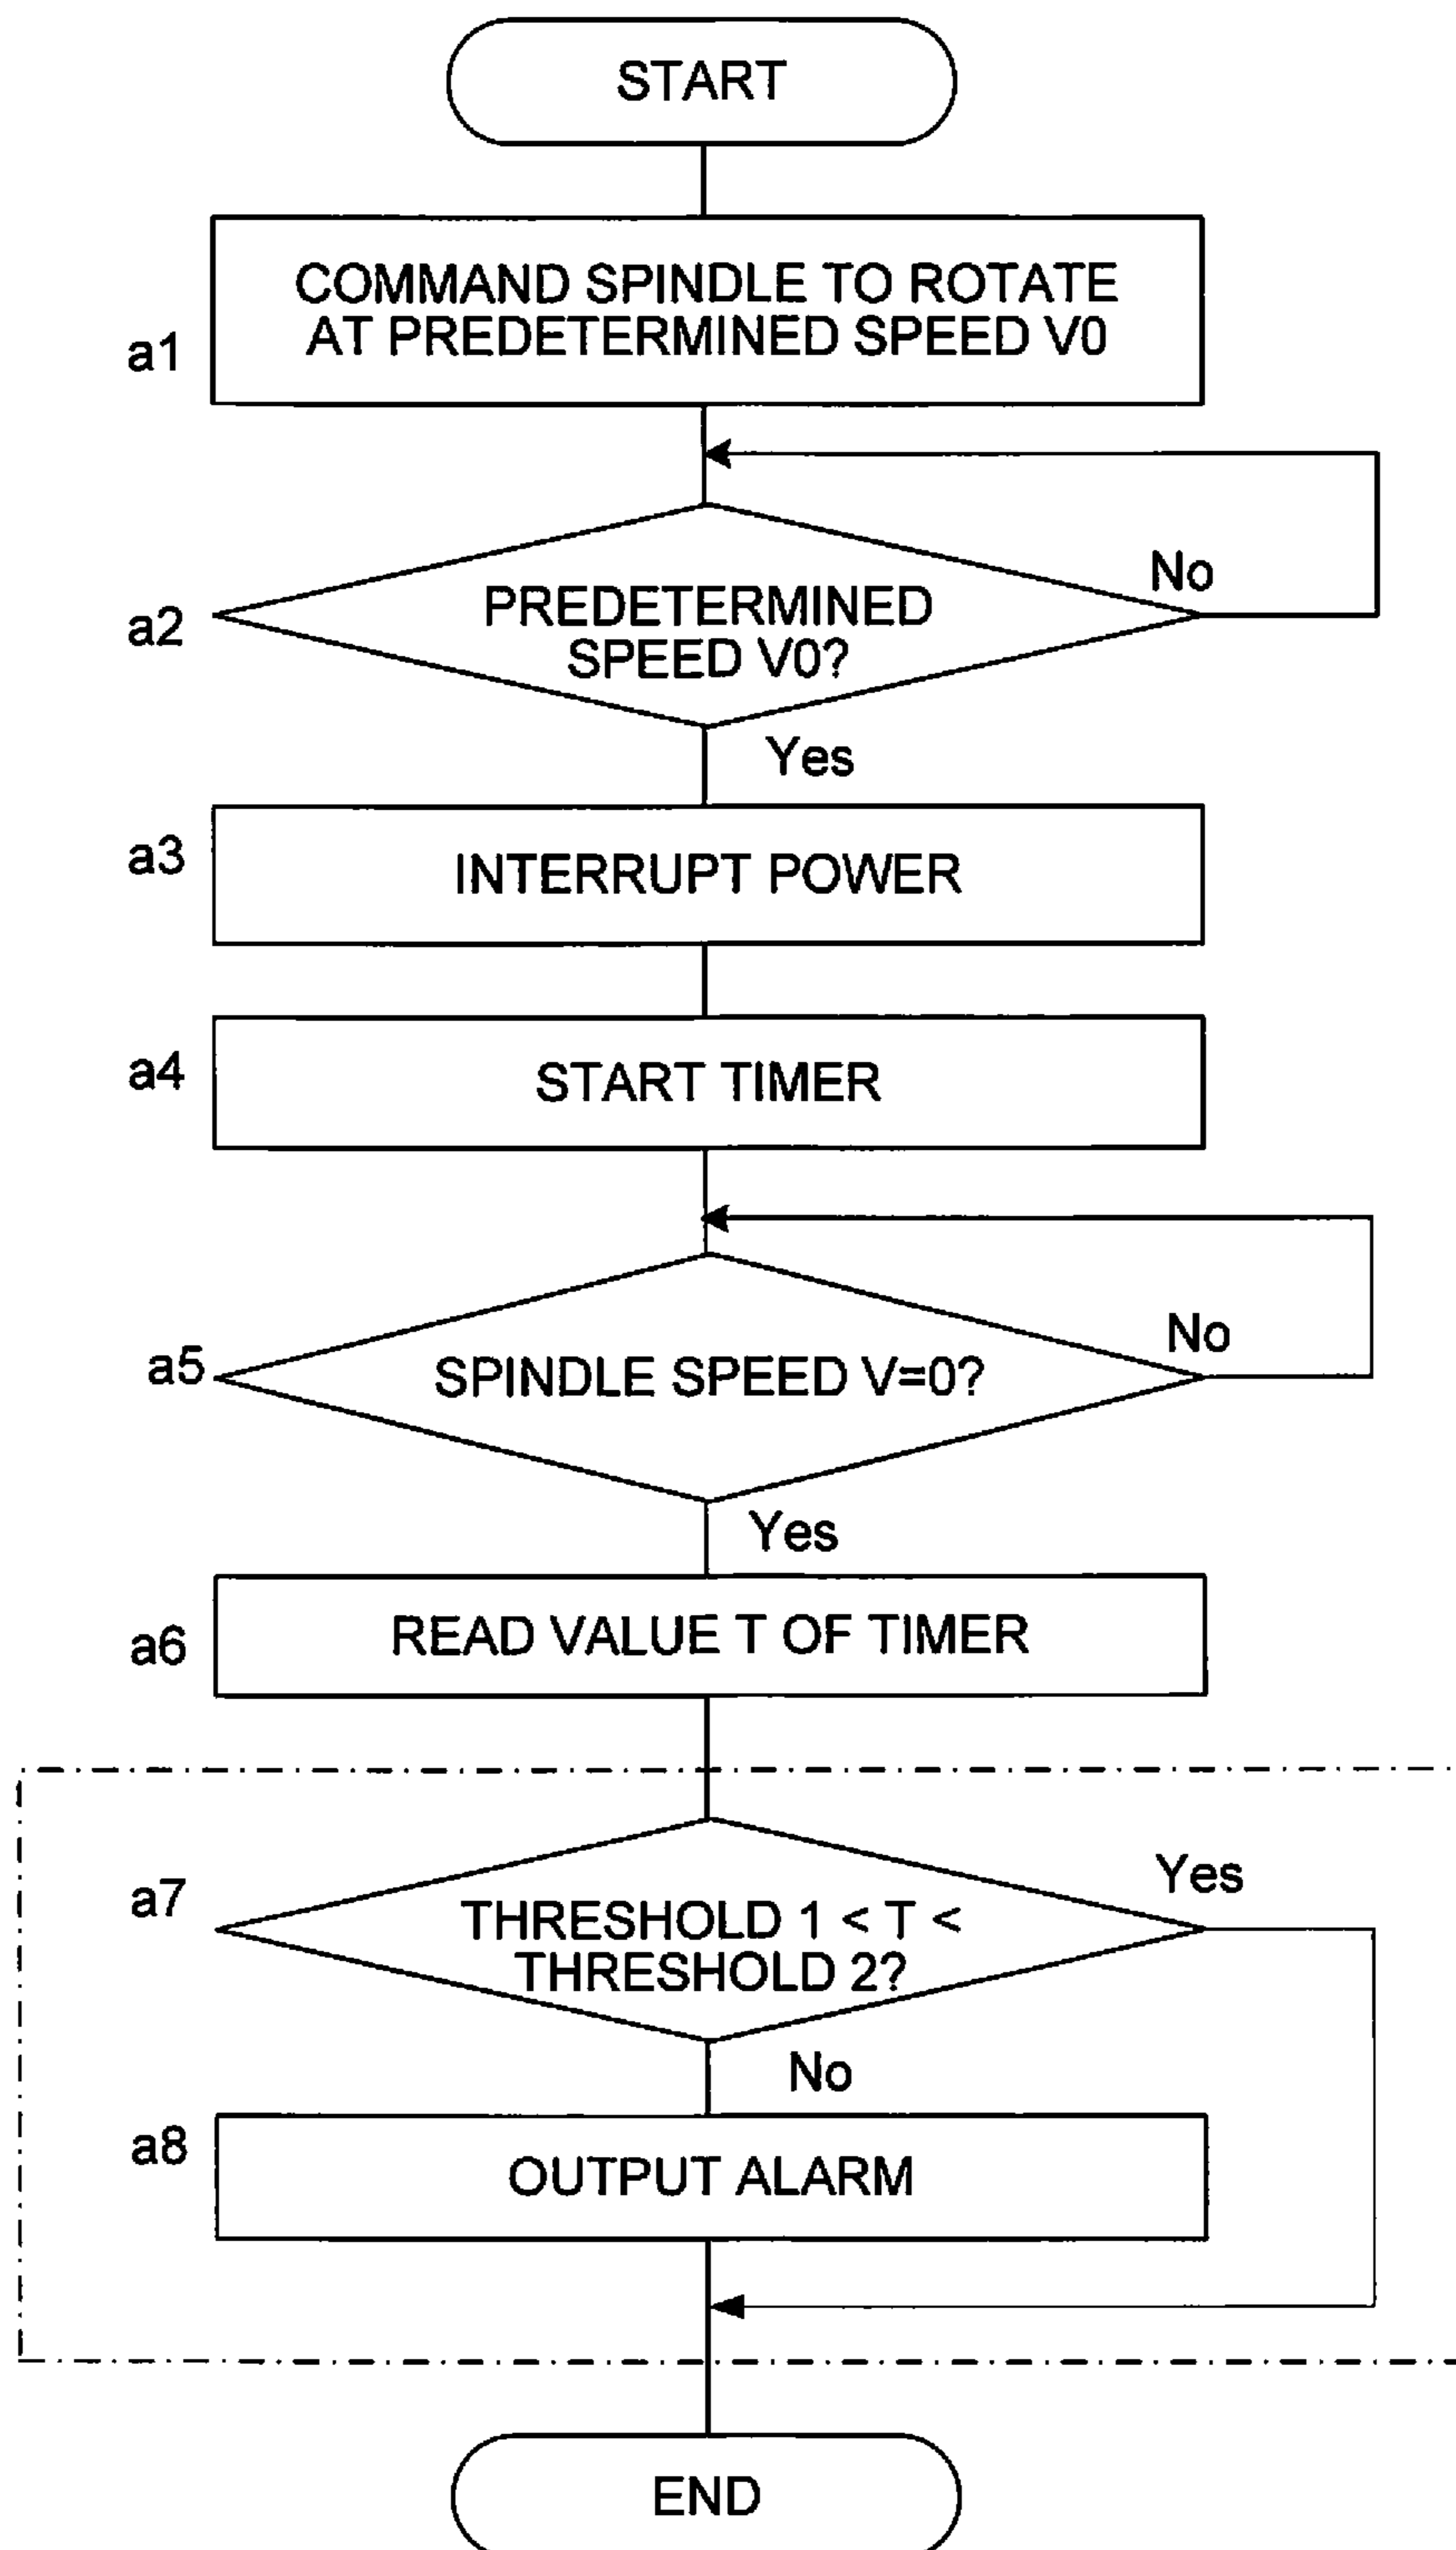 START
COMMAND SPINDLE TO ROTATE
AT PREDETERMINED SPEED V0
a1
No
PREDETERMINED
a2
SPEED V0?
Yes
a3
INTERRUPT POWER
a4
START TIMER
No
a5
SPINDLE SPEED V=0?
Yes
a6
READ VALUE T OF TIMER
Yes
a7
THRESHOLD 1 < T <
THRESHOLD 2?
No
a8
OUTPUT ALARM
END